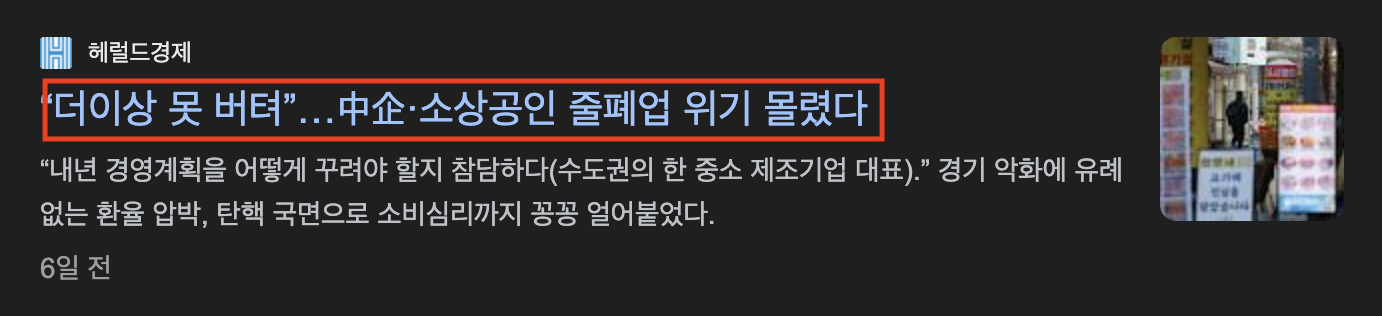 헤럴드경제
“더이상 못 버텨”…中企·소상공인 줄폐업 위기 몰렸다
“내년 경영계획을 어떻게 꾸려야 할지 참담하다(수도권의 한 중소 제조기업 대표).” 경기 악화에 유례
없는 환율 압박, 탄핵 국면으로 소비심리까지 꽁꽁 얼어붙었다.
6일 전